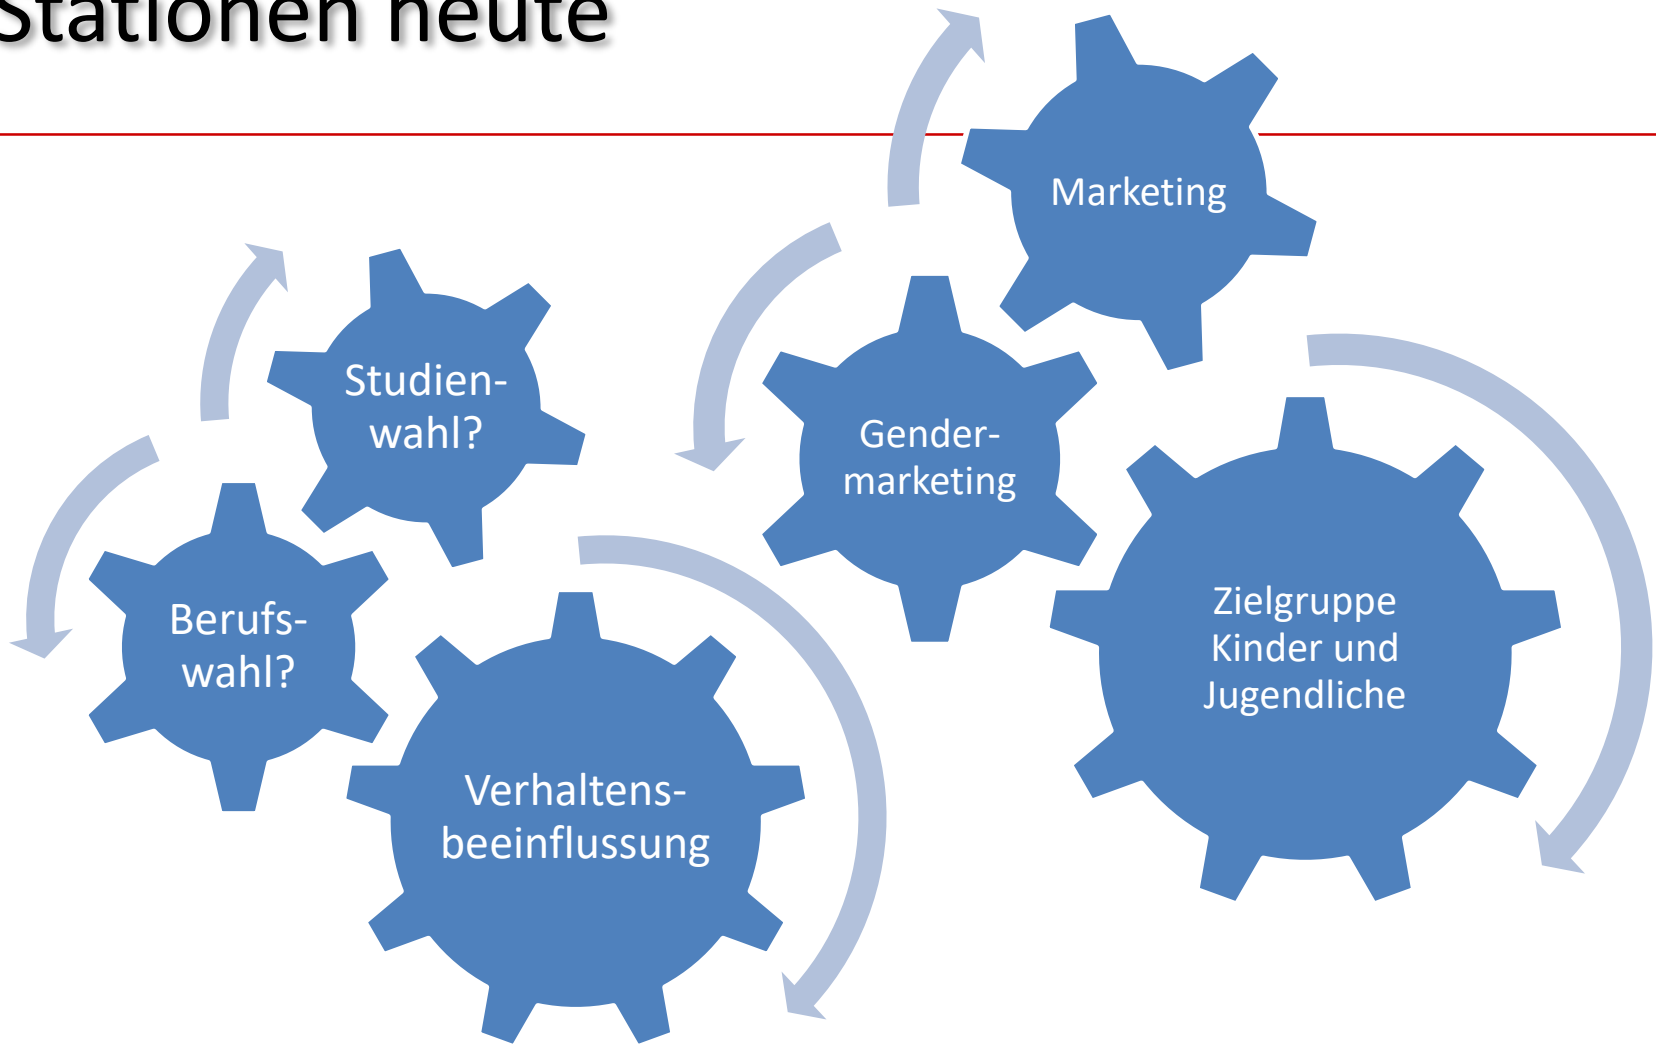 Stationen heute
Marketing
Gender-
marketing
Zielgruppe
Kinder und
Jugendliche
Studien-
wahl?
Berufs-
wahl?
Verhaltens-
beeinflussung